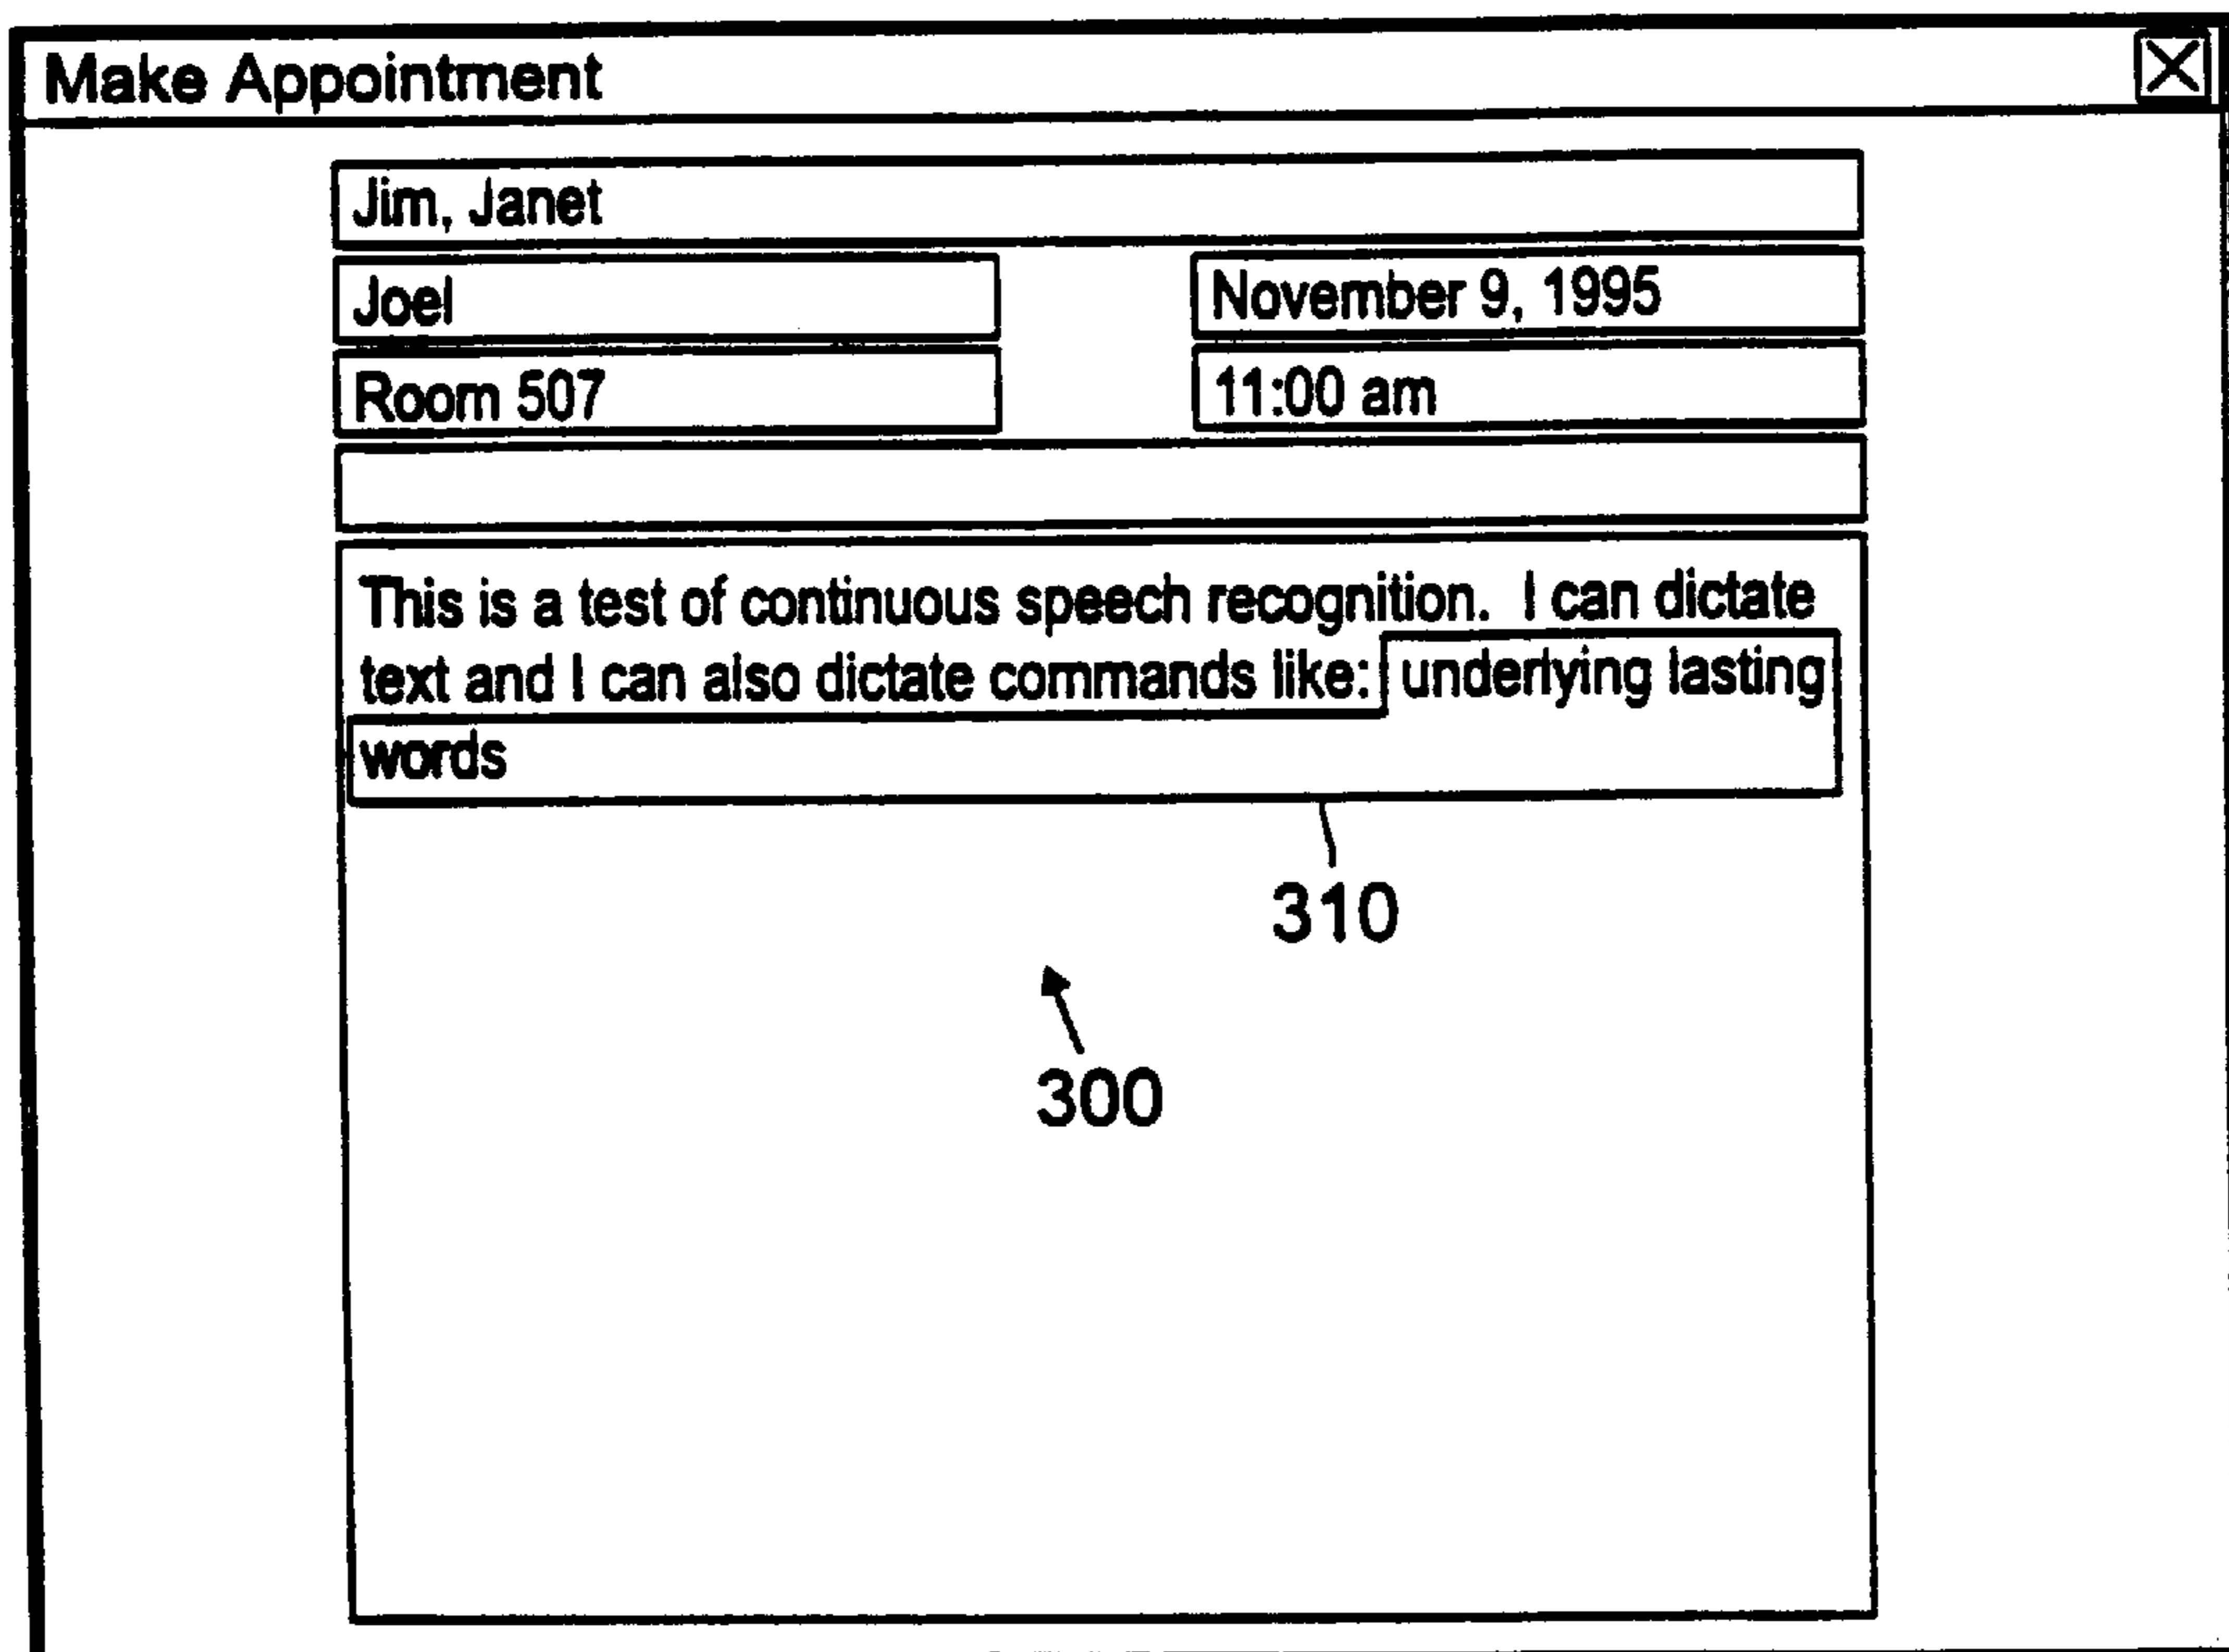 Make Appointment
Jim, Janet
Joel
November 9, 1995
Room 507
11:00 am
This is a test of continuous speech recognition. I can dictate
text and I can also dictate commands like: underlying lasting
words
310
300